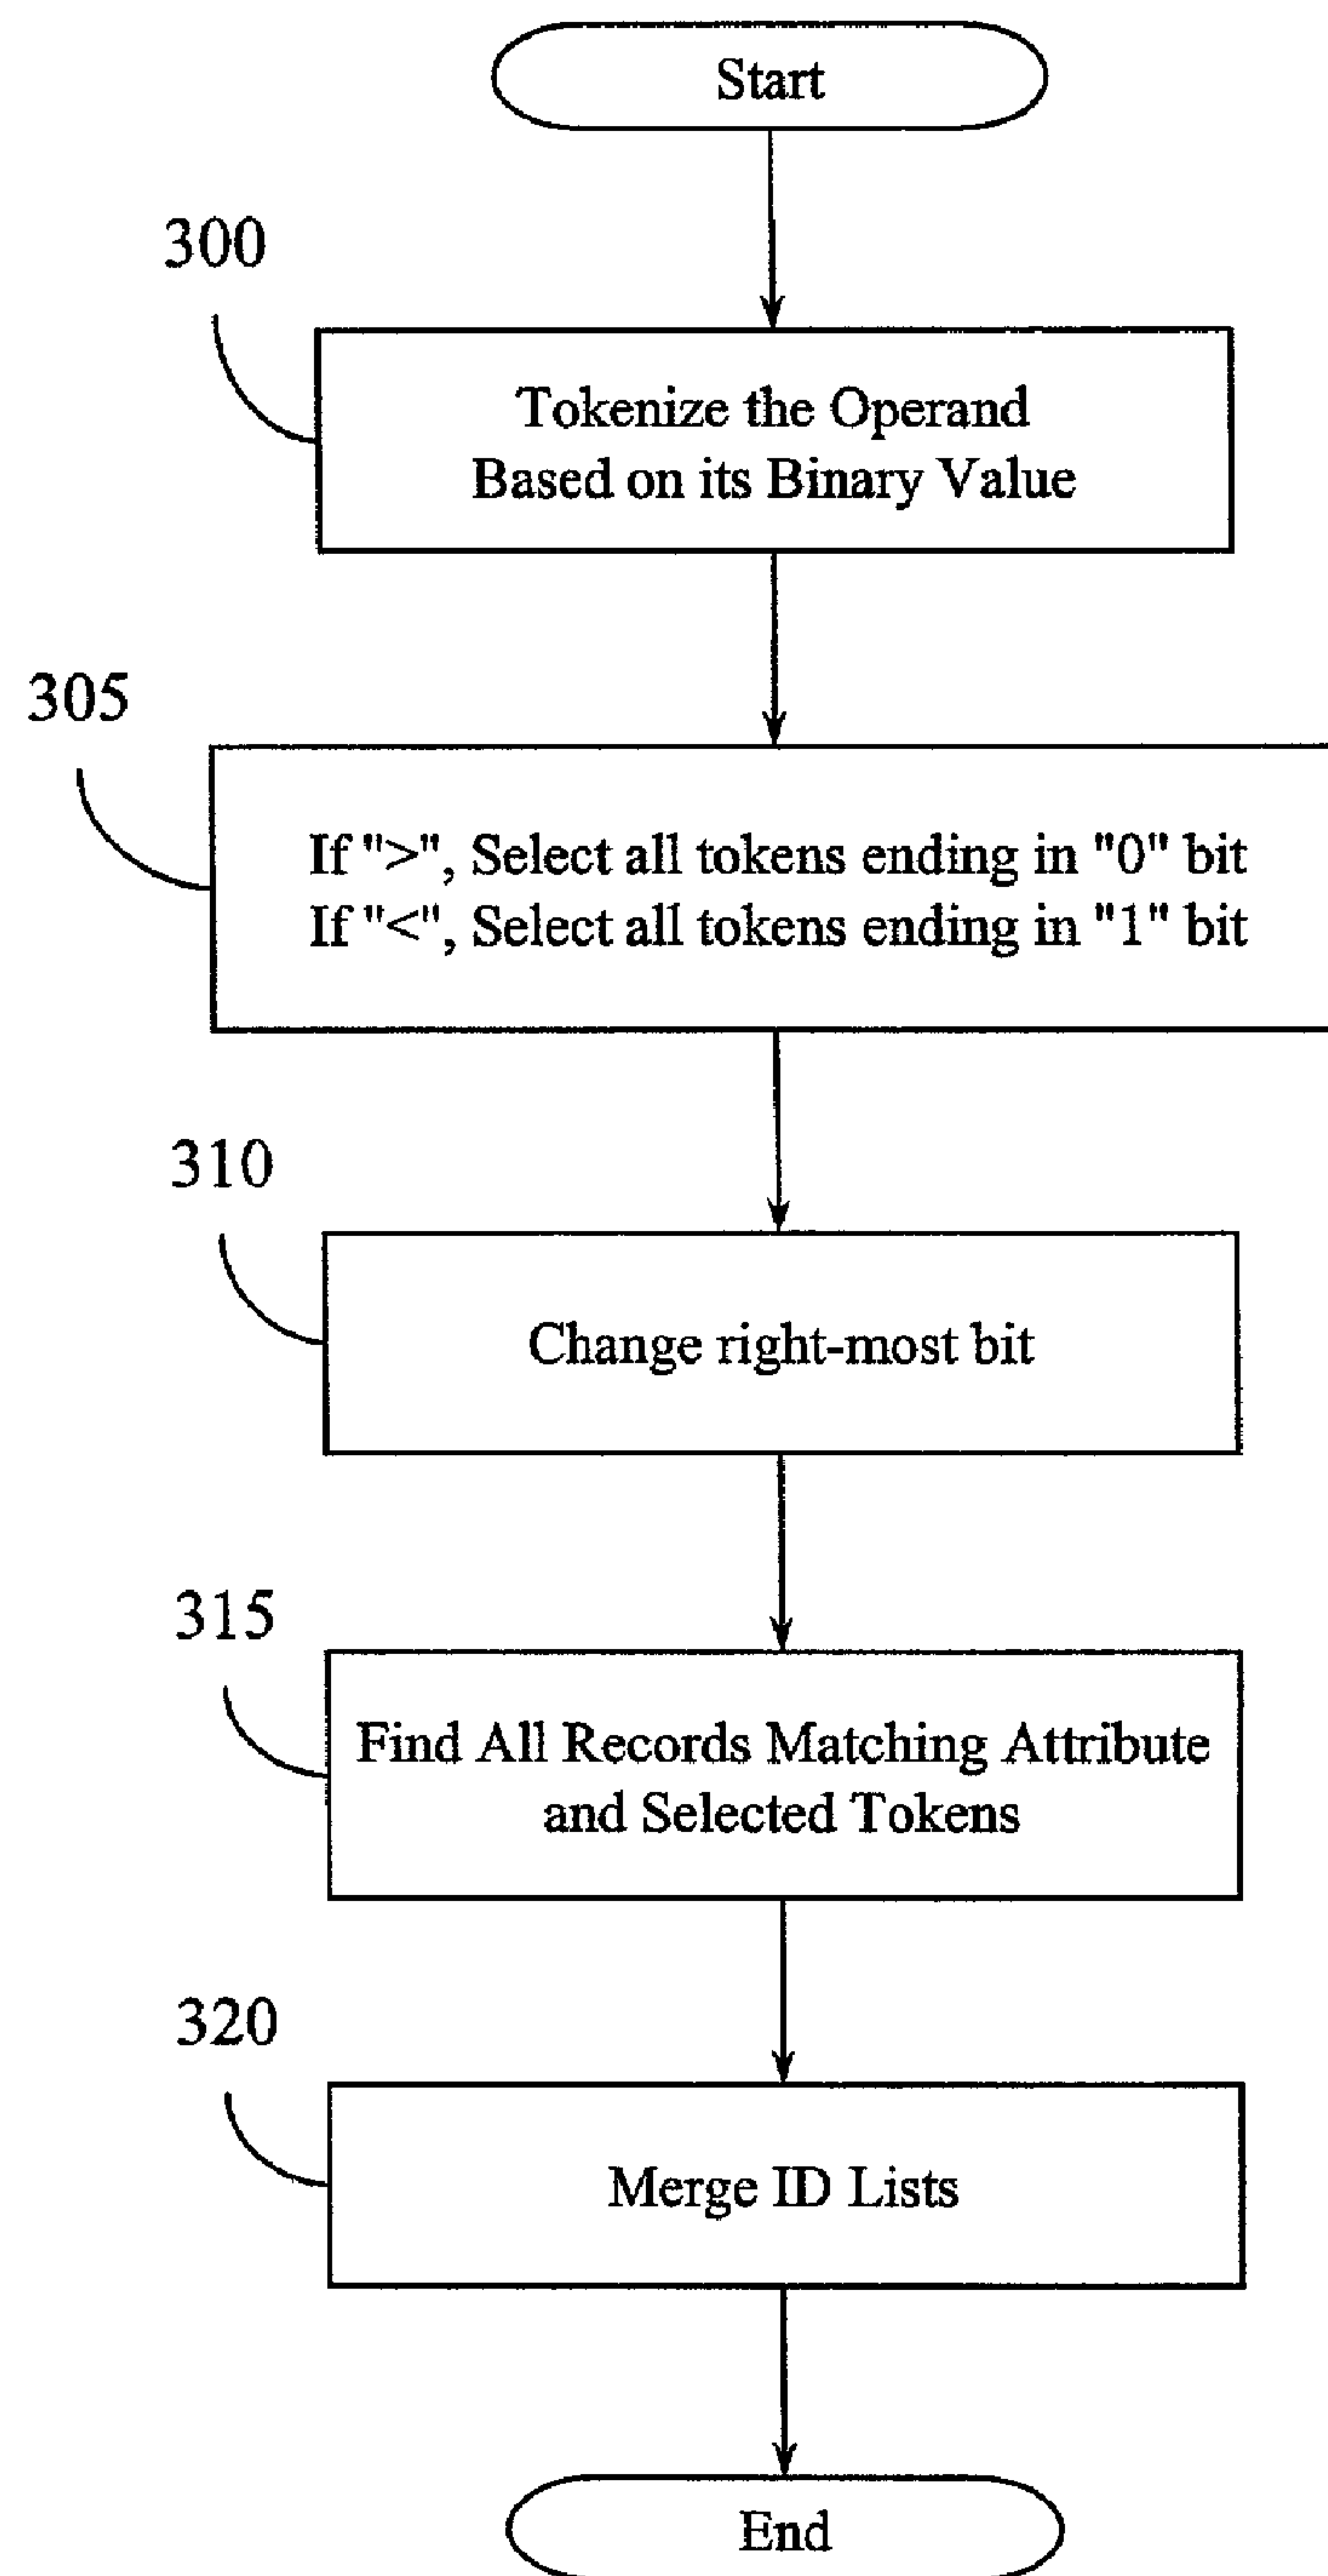 Start
300
Tokenize the Operand
Based on its Binary Value
305
If ">", Select all tokens ending in "0" bit
If "<", Select all tokens ending in "1" bit
310
Change right-most bit
315
Find All Records Matching Attribute
and Selected Tokens
320
Merge ID Lists
End